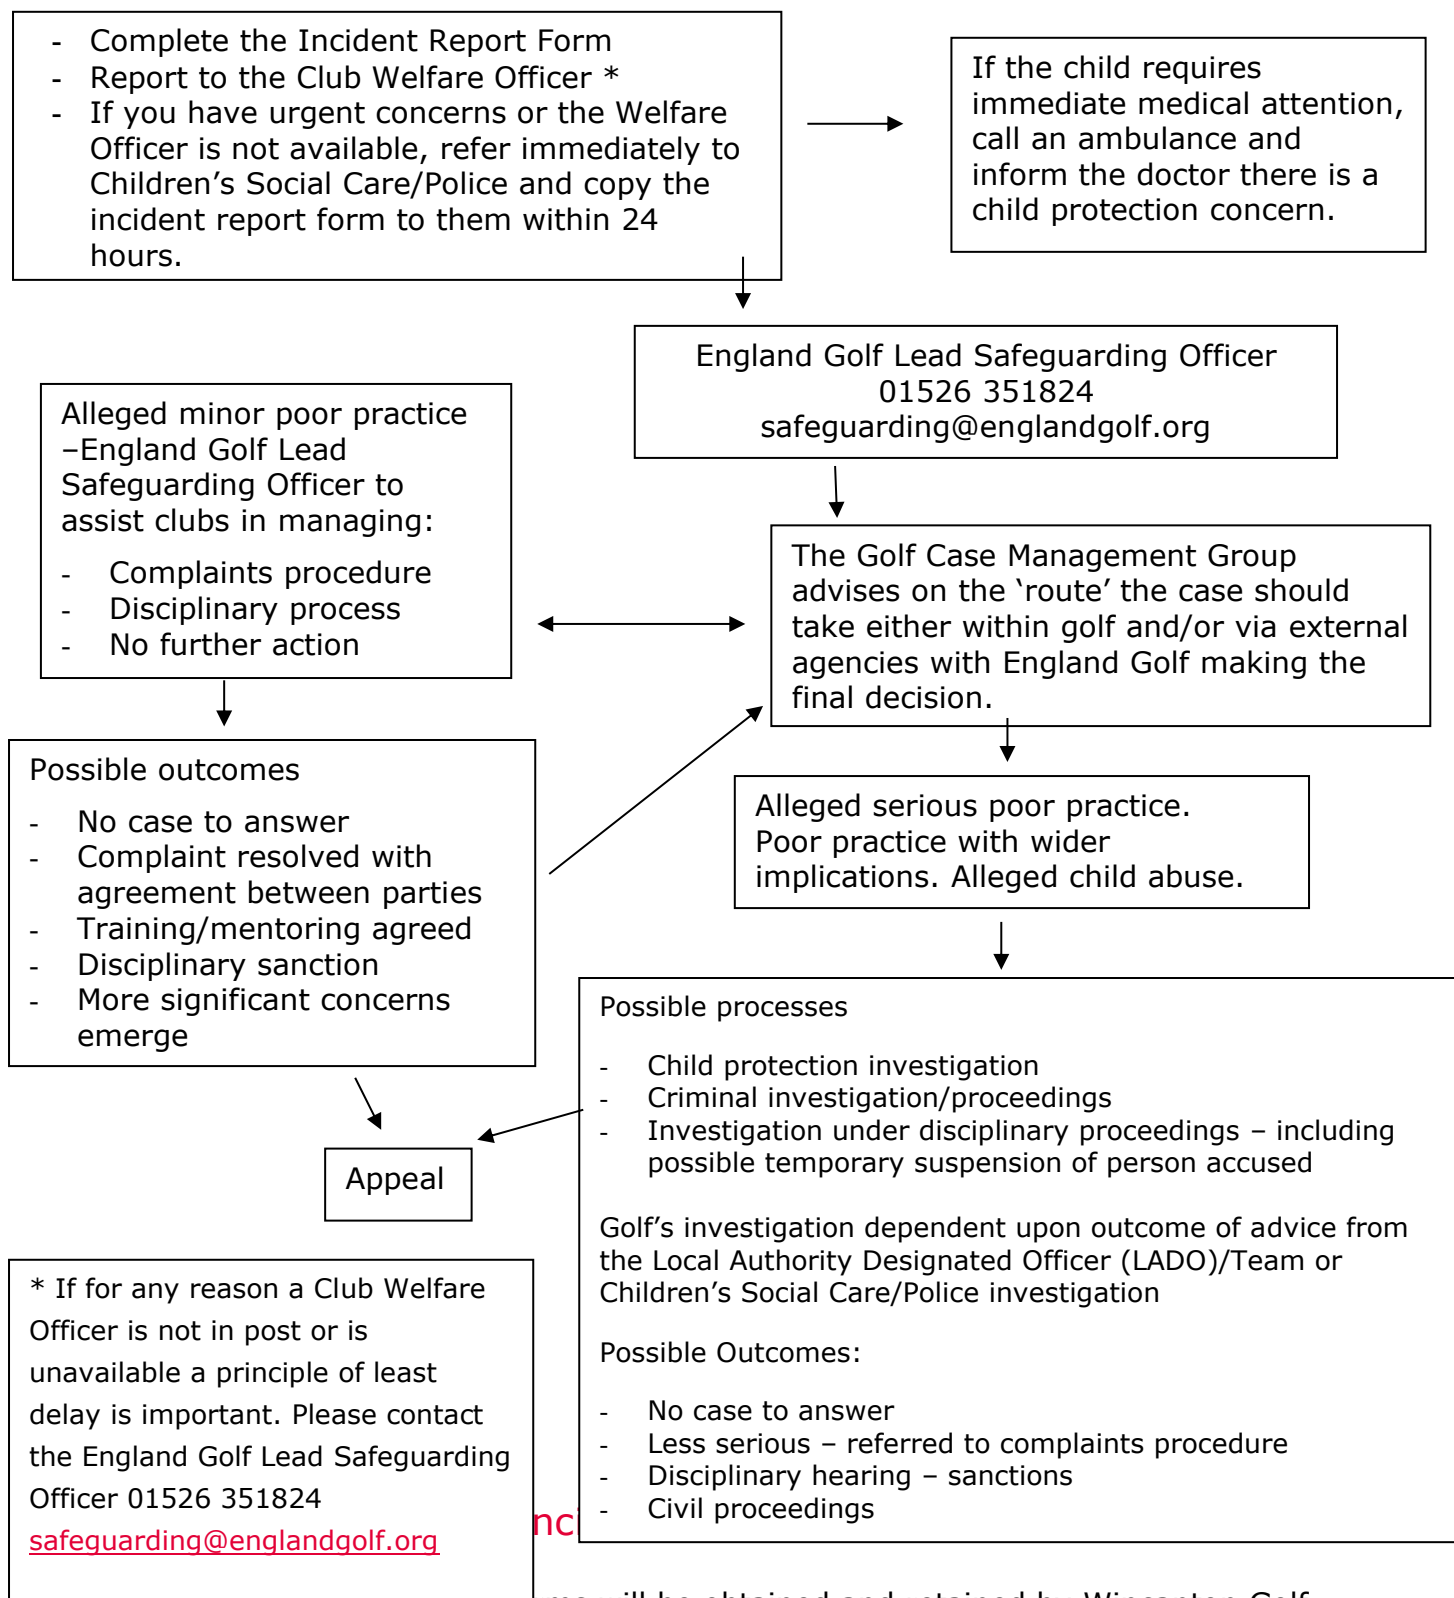 - Complete the Incident Report Form
- Report to the Club Welfare Officer *
- If you have urgent concerns or the Welfare
Officer is not available, refer immediately to
Children’s Social Care/Police and copy the
incident report form to them within 24
hours.
If the child requires
immediate medical attention,
call an ambulance and
inform the doctor there is a
child protection concern.
England Golf Lead Safeguarding Officer
01526 351824
safeguarding@englandgolf.org
Alleged minor poor practice
–England Golf Lead
Safeguarding Officer to
assist clubs in managing:
- Complaints procedure
- Disciplinary process
- No further action
The Golf Case Management Group
advises on the ‘route’ the case should
take either within golf and/or via external
agencies with England Golf making the
final decision.
Possible outcomes
- No case to answer
- Complaint resolved with
agreement between parties
- Training/mentoring agreed
- Disciplinary sanction
- More significant concerns
emerge
Alleged serious poor practice.
Poor practice with wider
implications. Alleged child abuse.
Possible processes
- Child protection investigation
- Criminal investigation/proceedings
- Investigation under disciplinary proceedings – including
possible temporary suspension of person accused
Golf’s investigation dependent upon outcome of advice from
the Local Authority Designated Officer (LADO)/Team or
Children’s Social Care/Police investigation
Possible Outcomes:
- No case to answer
- Less serious – referred to complaints procedure
- Disciplinary hearing – sanctions
- Civil proceedings
Appeal
* If for any reason a Club Welfare
Officer is not in post or is
unavailable a principle of least
delay is important. Please contact
the England Golf Lead Safeguarding
Officer 01526 351824
safeguarding@englandgolf.org
nci
will be obtained and retained by Wincanton Golf